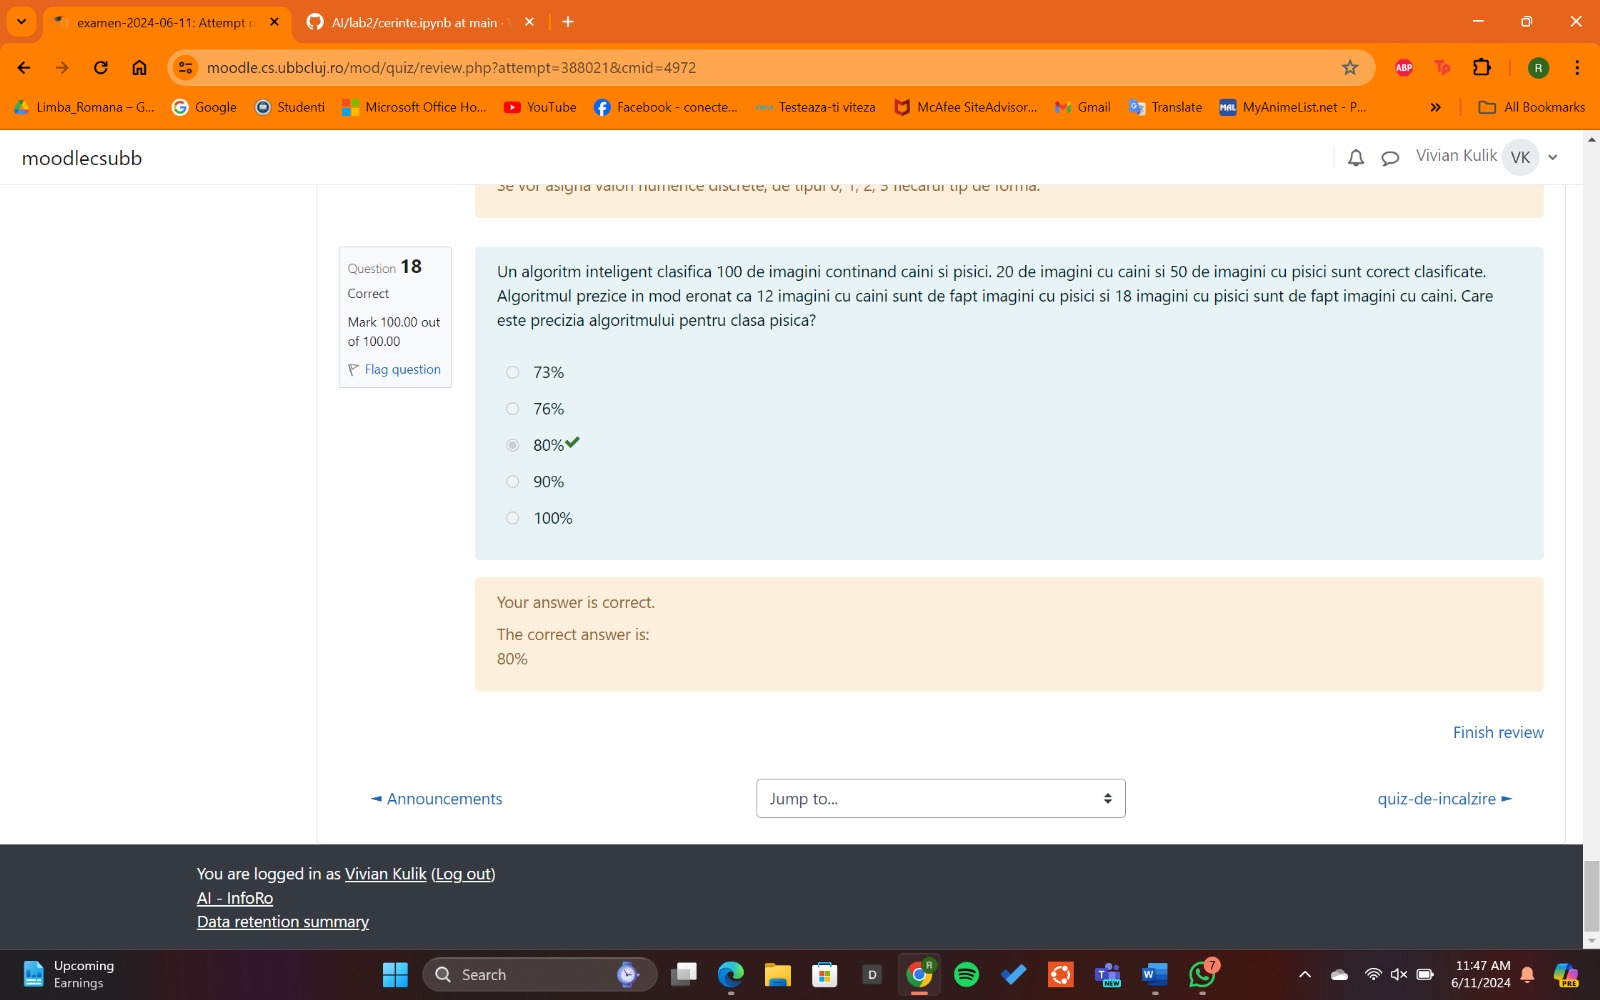 examen-2024-06-11: Attempt r
AI/lab2/cerinte.ipynb at main ·
moodle.cs.ubbcluj.ro/mod/quiz/review.php?attempt=388021&cmid=4972
ABP
Tp
R
Limba_Romana – G...
Google
Studenti
Microsoft Office Ho...
YouTube
Facebook - conecte...
Testeaza-ti viteza
McAfee SiteAdvisor...
Gmail
Translate
MAL MyAnimeList.net - P...
»
All Bookmarks
moodlecsubb
Vivian Kulik VK
Se vor asigna valori numerice discrete, de tipul 0, 1, 2, 3 fiecarui tip de forma.
Question 18
Correct
Mark 100.00 out
of 100.00
Flag question
Un algoritm inteligent clasifica 100 de imagini continand caini si pisici. 20 de imagini cu caini si 50 de imagini cu pisici sunt corect clasificate.
Algoritmul prezice in mod eronat ca 12 imagini cu caini sunt de fapt imagini cu pisici si 18 imagini cu pisici sunt de fapt imagini cu caini. Care
este precizia algoritmului pentru clasa pisica?
73%
76%
80%
90%
100%
Your answer is correct.
The correct answer is:
80%
Finish review
◄ Announcements
Jump to...
quiz-de-incalzire ►
You are logged in as Vivian Kulik (Log out)
AI - InfoRo
Data retention summary
Upcoming
Earnings
Search
D
R
NEW
7
11:47 AM
6/11/2024
PRE